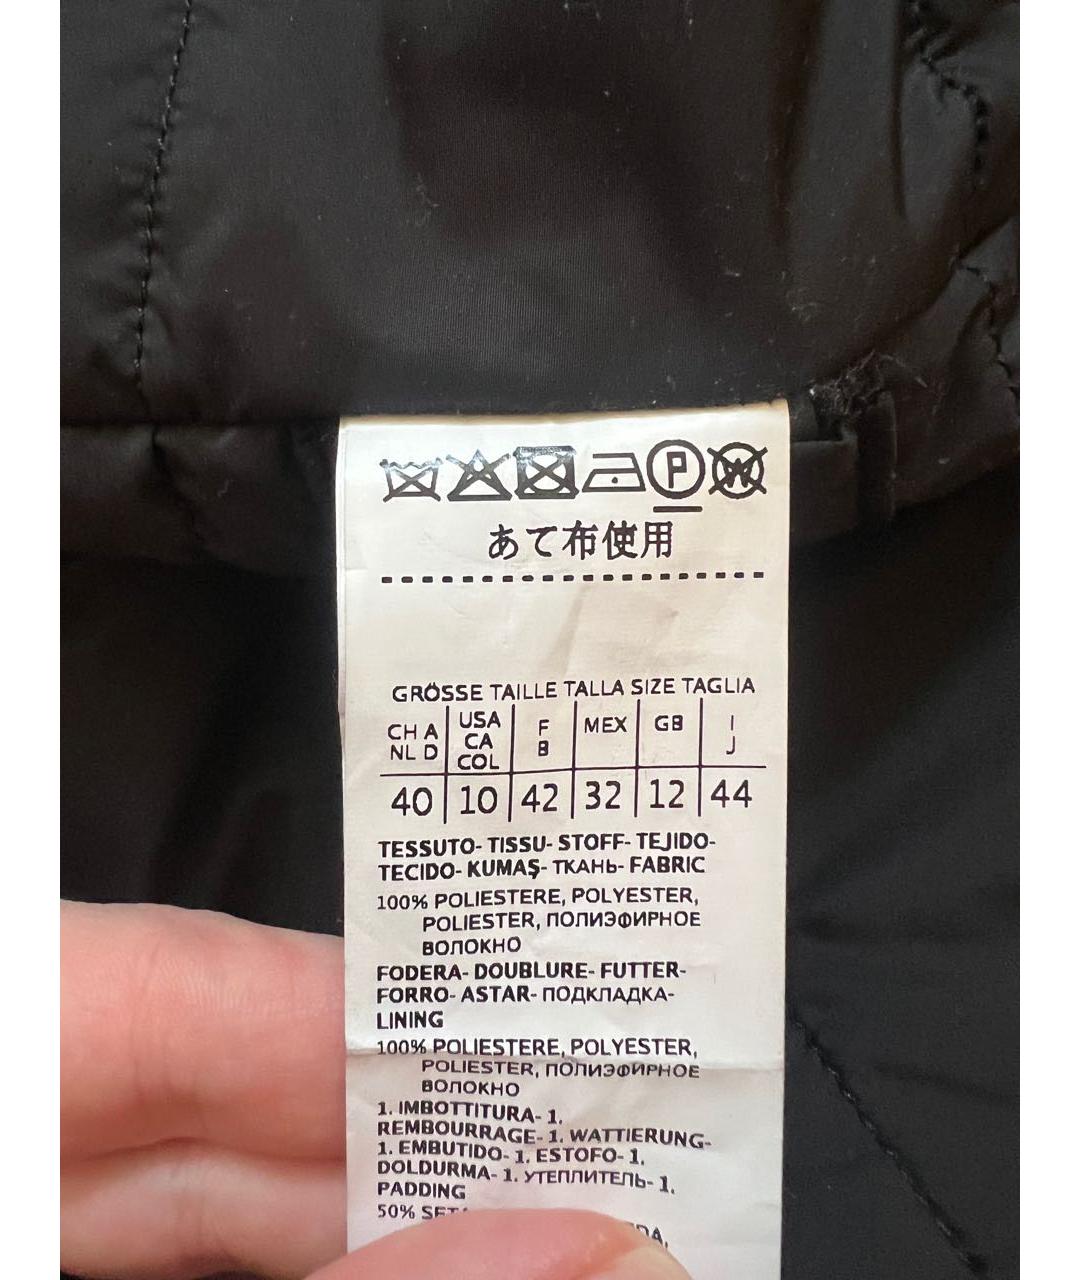 P W
あて布使用
GRÖSSE TAILLE TALLA SIZE TAGLIA
CH A NL D USA CA COL F B MEX GB I J
40 10 42 32 12 44
TESSUTO- TISSU- STOFF- TEJIDO-
TECIDO- KUMAŞ- ТКАНЬ- FABRIC
100% POLIESTERE, POLYESTER,
POLIESTER, ПОЛИЭФИРНОЕ
ВОЛОКНО
FODERA- DOUBLURE- FUTTER-
FORRO- ASTAR- ПОДКЛАДКА-
LINING
100% POLIESTERE, POLYESTER,
POLIESTER, ПОЛИЭФИРНОЕ
ВОЛОКНО
1. IMBOTTITURA- 1.
REMBOURRAGE- 1. WATTIERUNG-
1. EMBUTIDO- 1. ESTOFO- 1.
DOLDURMA- 1. УТЕПЛИТЕЛЬ- 1.
PADDING
50%